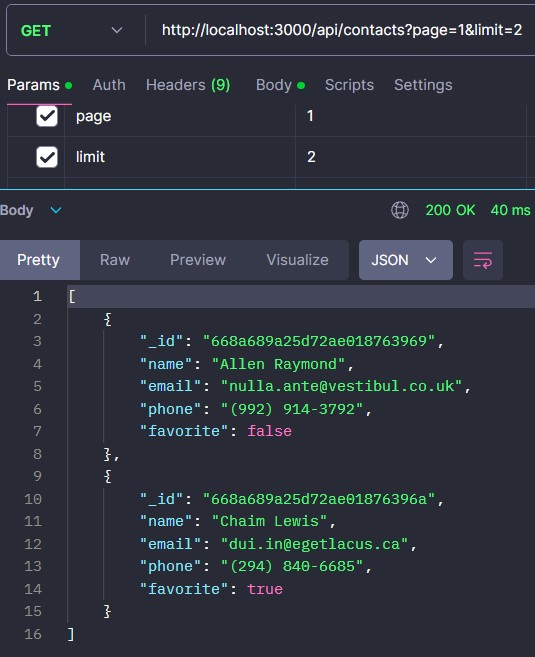 GET http://localhost:3000/api/contacts?page=1&limit=2
Params Auth Headers (9) Body Scripts Settings
page 1
limit 2
Body 200 OK 40 ms
Pretty Raw Preview Visualize JSON
1 [
2 {
3 "_id": "668a689a25d72ae018763969",
4 "name": "Allen Raymond",
5 "email": "nulla.ante@vestibul.co.uk",
6 "phone": "(992) 914-3792",
7 "favorite": false
8 },
9 {
10 "_id": "668a689a25d72ae01876396a",
11 "name": "Chaim Lewis",
12 "email": "dui.in@egetlacus.ca",
13 "phone": "(294) 840-6685",
14 "favorite": true
15 }
16 ]